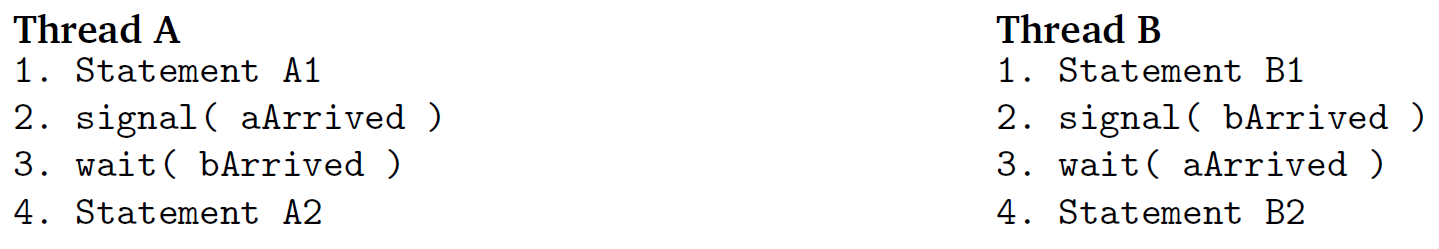 Thread A
1. Statement A1
2. signal( aArrived )
3. wait( bArrived )
4. Statement A2
Thread B
1. Statement B1
2. signal( bArrived )
3. wait( aArrived )
4. Statement B2